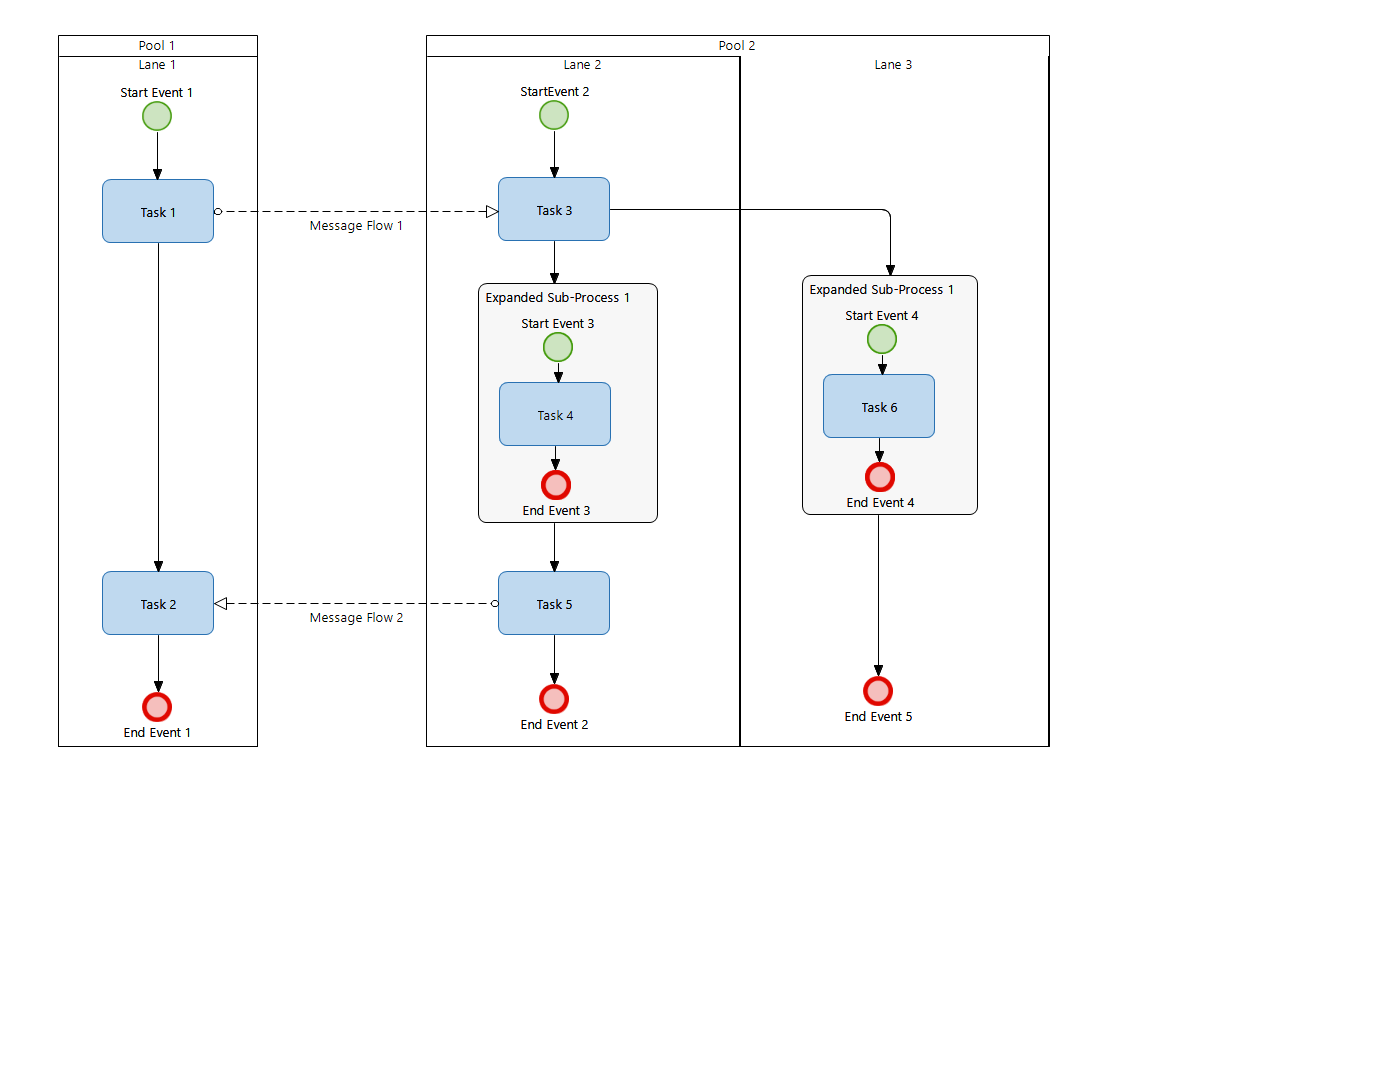 Pool 1
Lane 1
Start Event 1
Task 1
Task 2
End Event 1
Message Flow 1
Message Flow 2
Pool 2
Lane 2
StartEvent 2
Task 3
Expanded Sub-Process 1
Start Event 3
Task 4
End Event 3
Task 5
End Event 2
Lane 3
Expanded Sub-Process 1
Start Event 4
Task 6
End Event 4
End Event 5